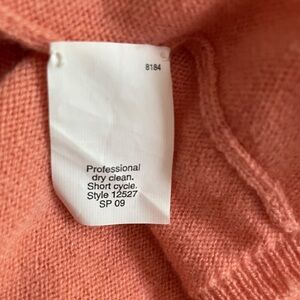 8184
Professional
dry clean.
Short cycle.
Style 12527
SP 09